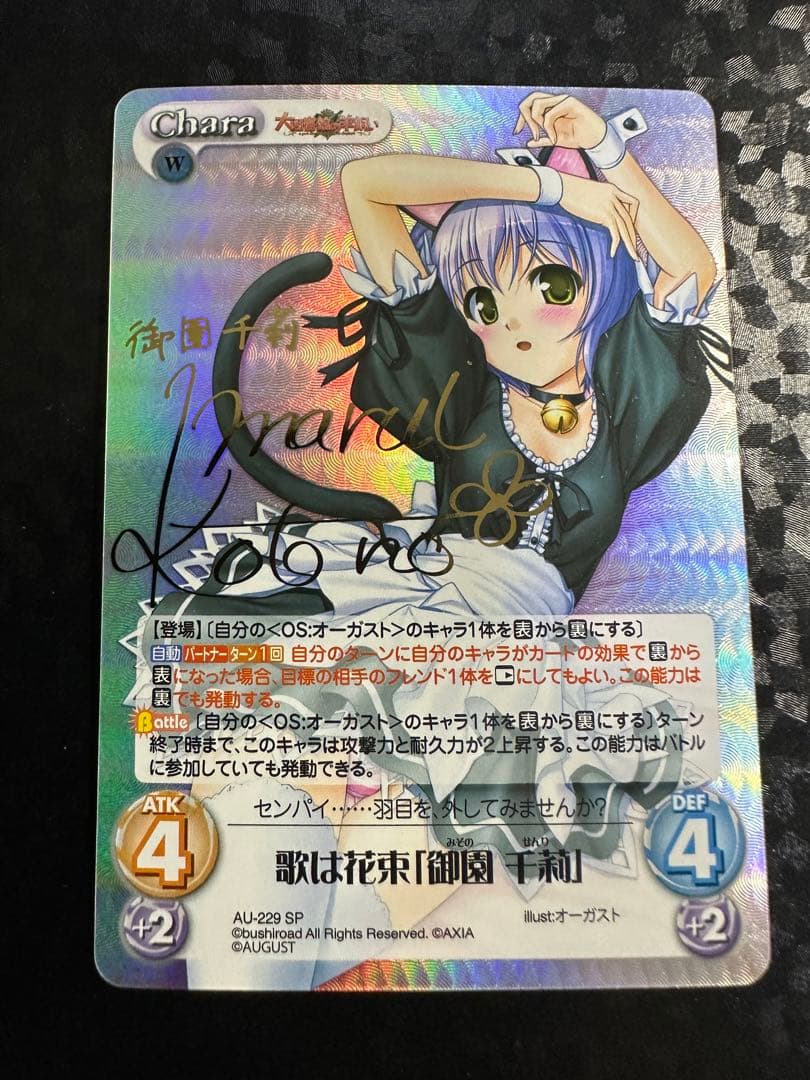 Chara 大図書館の羊飼い
W
御園 千莉
Imarui
Kotono
【登場】〔自分の<OS:オーガスト>のキャラ1体を表から裏にする〕
自動 パートナー ターン1回 自分のターンに自分のキャラがカードの効果で裏から
表になった場合、目標の相手のフレンド1体を▶にしてもよい。この能力は
裏でも発動する。
Battle〔自分の<OS:オーガスト>のキャラ1体を表から裏にする〕ターン
終了時まで、このキャラは攻撃力と耐久力が2上昇する。この能力はバトル
に参加していても発動できる。
センパイ……羽目を、外してみませんか?
ATK
4
+2
DEF
4
+2
みその せんり
歌は花束「御園 千莉」
AU-229 SP
illust:オーガスト
©bushiroad All Rights Reserved. ©AXIA
©AUGUST